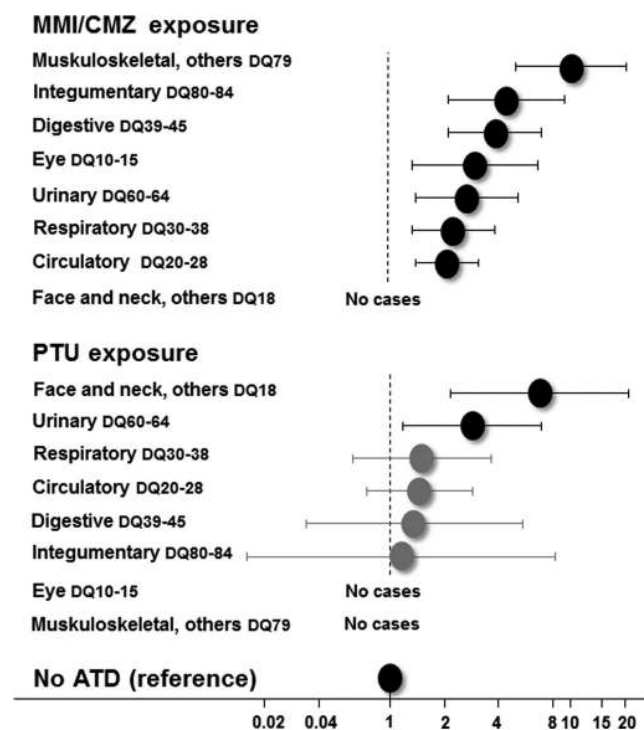 MMI/CMZ exposure
Muskuloskeletal, others DQ79
Integumentary DQ80-84
Digestive DQ39-45
Eye DQ10-15
Urinary DQ60-64
Respiratory DQ30-38
Circulatory DQ20-28
Face and neck, others DQ18 No cases
PTU exposure
Face and neck, others DQ18
Urinary DQ60-64
Respiratory DQ30-38
Circulatory DQ20-28
Digestive DQ39-45
Integumentary DQ80-84
Eye DQ10-15 No cases
Muskuloskeletal, others DQ79 No cases
No ATD (reference)
0.02 0.04 1 2 4 8 10 15 20